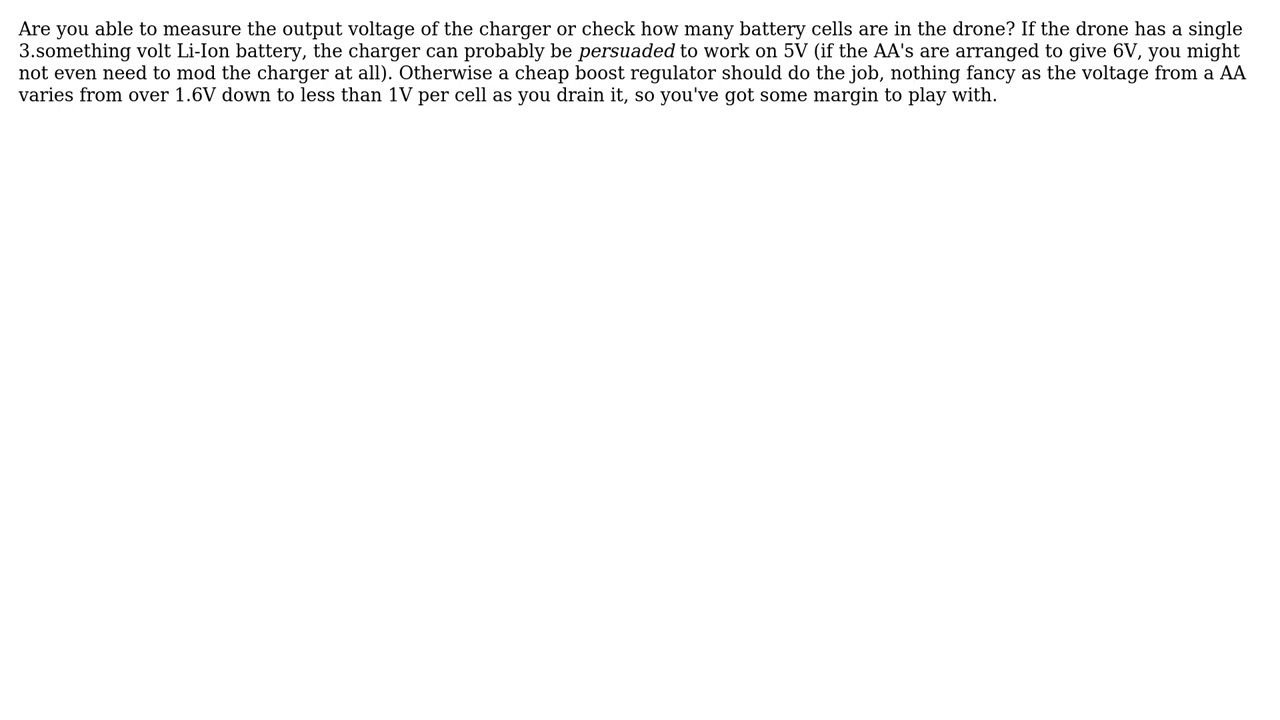 Are you able to measure the output voltage of the charger or check how many battery cells are in the drone? If the drone has a single
3.something volt Li-Ion battery, the charger can probably be persuaded to work on 5V (if the AA's are arranged to give 6V, you might
not even need to mod the charger at all). Otherwise a cheap boost regulator should do the job, nothing fancy as the voltage from a AA
varies from over 1.6V down to less than 1V per cell as you drain it, so you've got some margin to play with.